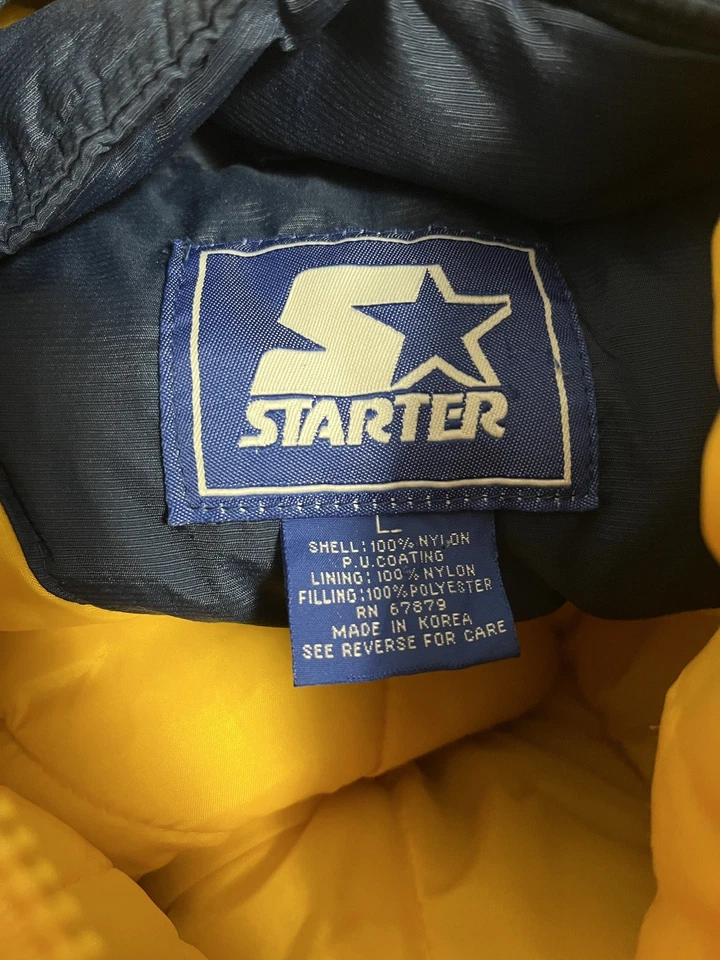 STARTER
L
SHELL: 100% NYLON
P.U.COATING
LINING: 100% NYLON
FILLING: 100% POLYESTER
RN 67879
MADE IN KOREA
SEE REVERSE FOR CARE